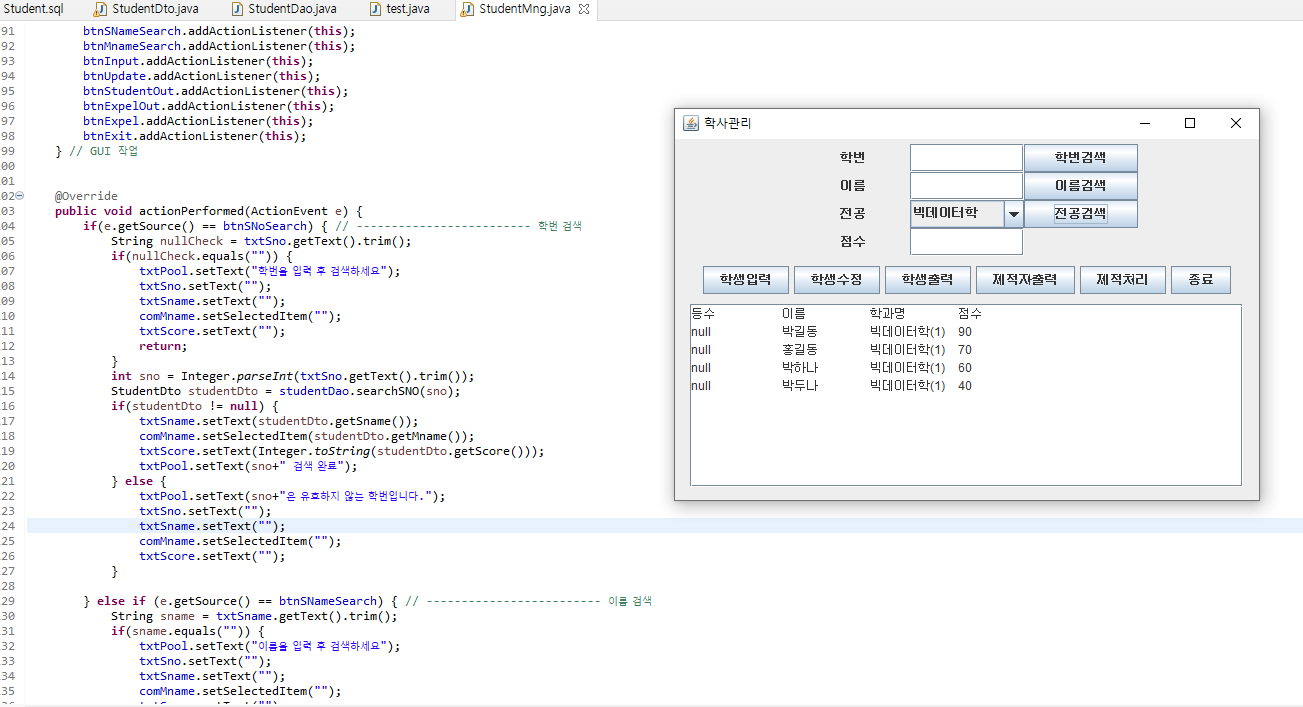 Student.sql StudentDto.java StudentDao.java test.java StudentMng.java
91 btnSNameSearch.addActionListener(this);
92 btnMnameSearch.addActionListener(this);
93 btnInput.addActionListener(this);
94 btnUpdate.addActionListener(this);
95 btnStudentOut.addActionListener(this);
96 btnExpelOut.addActionListener(this);
97 btnExpel.addActionListener(this);
98 btnExit.addActionListener(this);
99 } // GUI 작업
00
01
02 @Override
03 public void actionPerformed(ActionEvent e) {
04 if(e.getSource() == btnSNoSearch) { // ------------------------- 학번 검색
05 String nullCheck = txtSno.getText().trim();
06 if(nullCheck.equals("")) {
07 txtPool.setText("학번을 입력 후 검색하세요");
08 txtSno.setText("");
09 txtSname.setText("");
10 comMname.setSelectedItem("");
11 txtScore.setText("");
12 return;
13 }
14 int sno = Integer.parseInt(txtSno.getText().trim());
15 StudentDto studentDto = studentDao.searchSNO(sno);
16 if(studentDto != null) {
17 txtSname.setText(studentDto.getSname());
18 comMname.setSelectedItem(studentDto.getMname());
19 txtScore.setText(Integer.toString(studentDto.getScore()));
20 txtPool.setText(sno+" 검색 완료");
21 } else {
22 txtPool.setText(sno+"은 유효하지 않는 학번입니다.");
23 txtSno.setText("");
24 txtSname.setText("");
25 comMname.setSelectedItem("");
26 txtScore.setText("");
27 }
28
29 } else if (e.getSource() == btnSNameSearch) { // ------------------------- 이름 검색
30 String sname = txtSname.getText().trim();
31 if(sname.equals("")) {
32 txtPool.setText("이름을 입력 후 검색하세요");
33 txtSno.setText("");
34 txtSname.setText("");
35 comMname.setSelectedItem("");
학사관리
학번 학번검색
이름 이름검색
전공 빅데이터학 전공검색
점수
학생입력 학생수정 학생출력 제적자출력 제적처리 종료
등수 이름 학과명 점수
null 박길동 빅데이터학(1) 90
null 홍길동 빅데이터학(1) 70
null 박하나 빅데이터학(1) 60
null 박두나 빅데이터학(1) 40